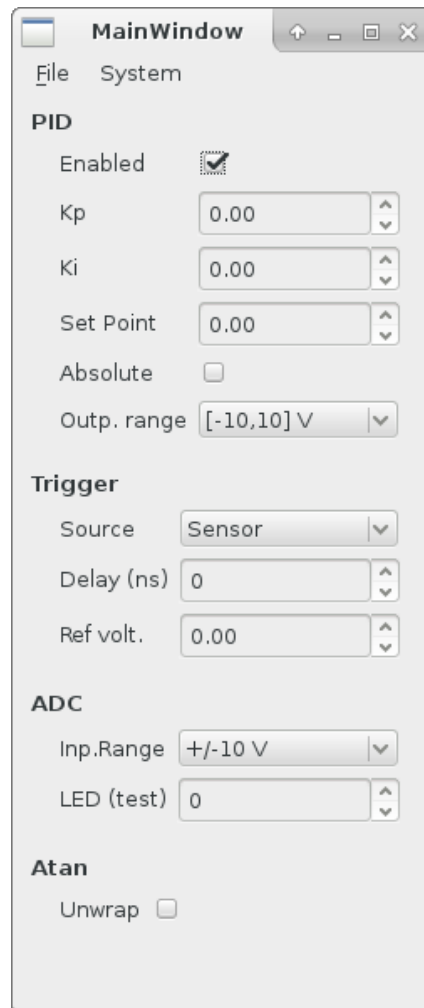 MainWindow
File System
PID
Enabled
Kp 0.00
Ki 0.00
Set Point 0.00
Absolute
Outp. range [-10,10] V
Trigger
Source Sensor
Delay (ns) 0
Ref volt. 0.00
ADC
Inp.Range +/-10 V
LED (test) 0
Atan
Unwrap